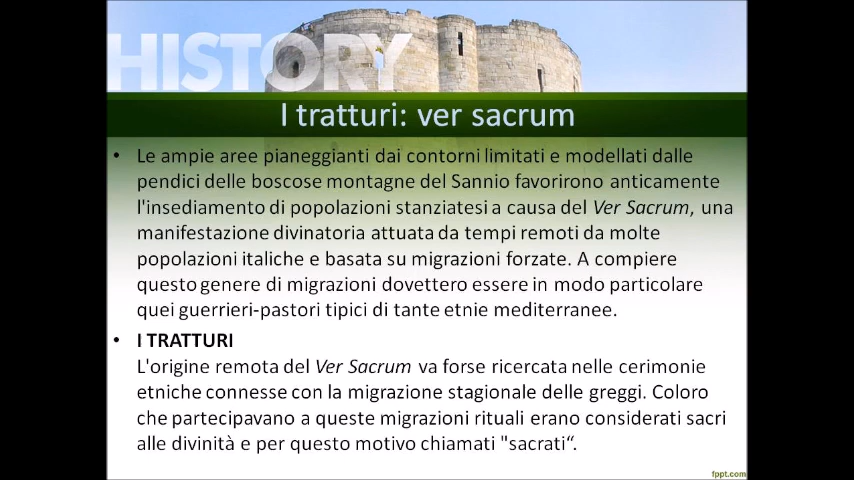 HISTORY
I tratturi: ver sacrum
• Le ampie aree pianeggianti dai contorni limitati e modellati dalle
pendici delle boscose montagne del Sannio favorirono anticamente
l'insediamento di popolazioni stanziatesi a causa del Ver Sacrum, una
manifestazione divinatoria attuata da tempi remoti da molte
popolazioni italiche e basata su migrazioni forzate. A compiere
questo genere di migrazioni dovettero essere in modo particolare
quei guerrieri-pastori tipici di tante etnie mediterranee.
• I TRATTURI
L'origine remota del Ver Sacrum va forse ricercata nelle cerimonie
etniche connesse con la migrazione stagionale delle greggi. Coloro
che partecipavano a queste migrazioni rituali erano considerati sacri
alle divinità e per questo motivo chiamati "sacrati“.
fppt.com